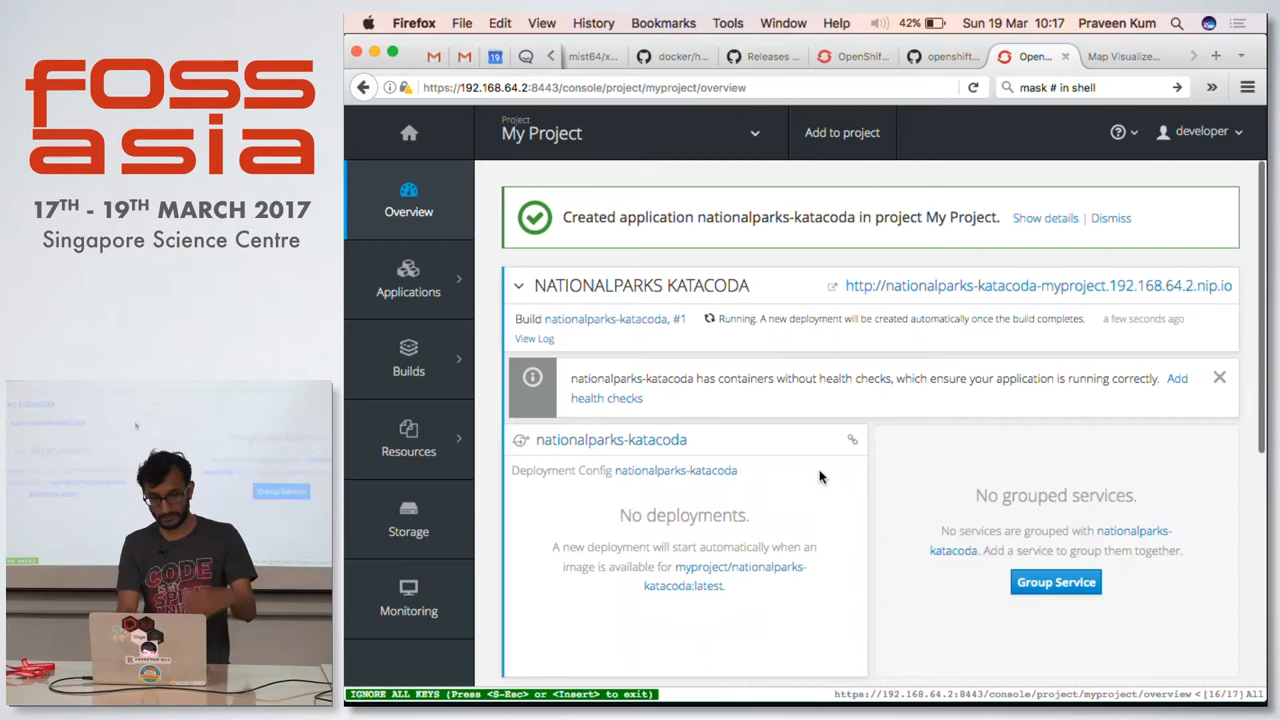 foss
asia
17TH - 19TH MARCH 2017
Singapore Science Centre
Firefox File Edit View History Bookmarks Tools Window Help 42% Sun 19 Mar 10:17 Praveen Kum
19 mist64/x... docker/h... Releases ... OpenShif... openshift... Open... Map Visualize...
https://192.168.64.2:8443/console/project/myproject/overview mask # in shell
Project
My Project Add to project developer
Overview
Applications
Builds
Resources
Storage
Monitoring
Created application nationalparks-katacoda in project My Project. Show details | Dismiss
NATIONALPARKS KATACODA http://nationalparks-katacoda-myproject.192.168.64.2.nip.io
Build nationalparks-katacoda, #1 Running. A new deployment will be created automatically once the build completes. a few seconds ago
View Log
nationalparks-katacoda has containers without health checks, which ensure your application is running correctly. Add
health checks
nationalparks-katacoda
Deployment Config nationalparks-katacoda
No deployments.
A new deployment will start automatically when an
image is available for myproject/nationalparks-
katacoda:latest.
No grouped services.
No services are grouped with nationalparks-
katacoda. Add a service to group them together.
Group Service
IGNORE ALL KEYS (Press <S-Esc> or <Insert> to exit) https://192.168.64.2:8443/console/project/myproject/overview < [16/17] All
Group Service
CODE
IS MY